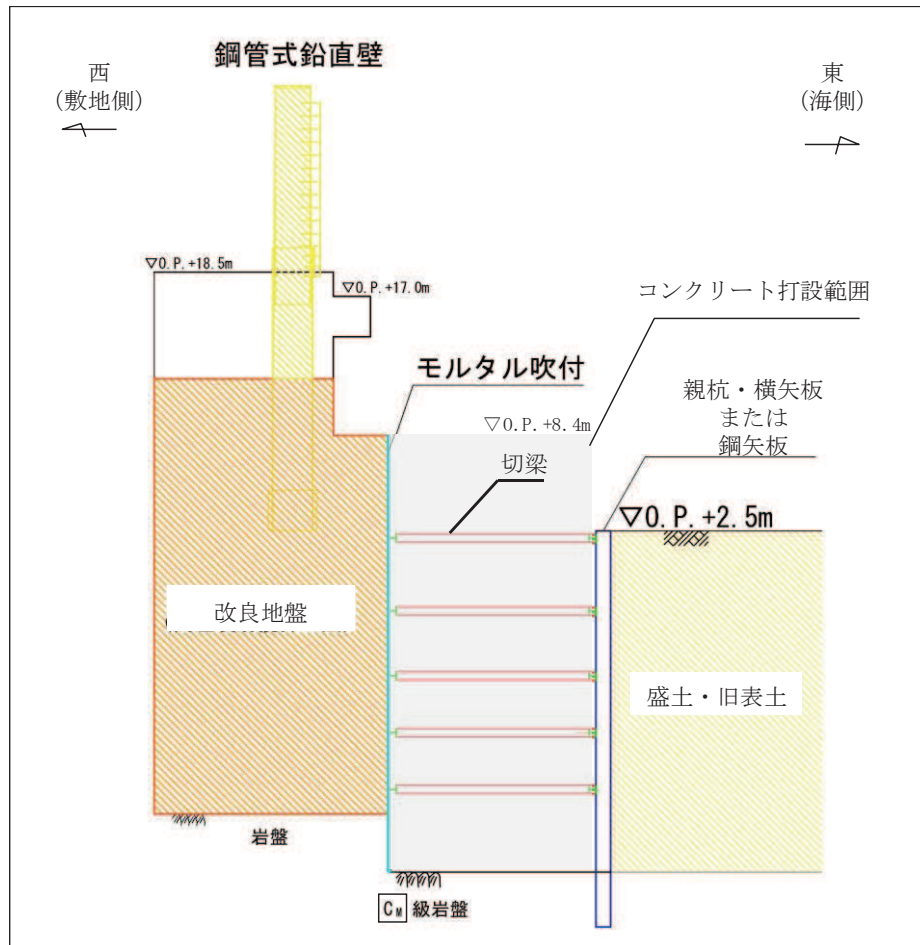 鋼管式鉛直壁
西
(敷地側)
東
(海側)
▽O.P.+18.5m
▽O.P.+17.0m
コンクリート打設範囲
モルタル吹付
親杭・横矢板
または
鋼矢板
▽O.P.+8.4m
切梁
▽O.P.+2.5m
改良地盤
盛土・旧表土
岩盤
CM 級岩盤